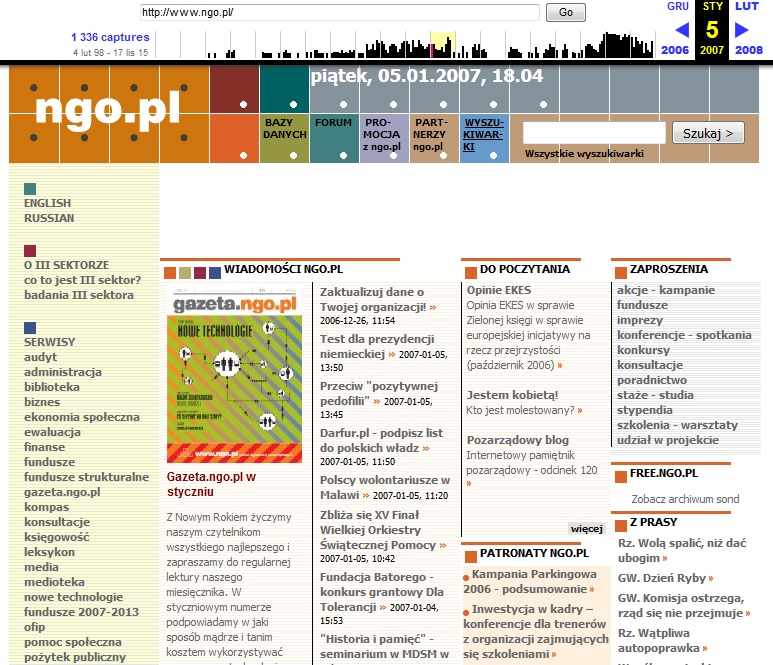 http://www.ngo.pl/
Go
1 336 captures
4 lut 98 - 17 lis 15
GRU STY LUT
5
2006 2007 2008
piątek, 05.01.2007, 18.04
ngo.pl
BAZY
DANYCH
FORUM
PRO-
MOCJA
z ngo.pl
PART-
NERZY
ngo.pl
WYSZU-
KIWAR-
KI
Szukaj >
Wszystkie wyszukiwarki
ENGLISH
RUSSIAN
O III SEKTORZE
co to jest III sektor?
badania III sektora
SERWISY
audyt
administracja
biblioteka
biznes
ekonomia społeczna
ewaluacja
finanse
fundusze
fundusze strukturalne
gazeta.ngo.pl
kompas
konsultacje
księgowość
leksykon
media
medioteka
nowe technologie
fundusze 2007-2013
ofip
pomoc społeczna
pożytek publiczny
WIADOMOŚCI NGO.PL
gazeta.ngo.pl
NOWE TECHNOLOGIE
www.ngo.pl
Gazeta.ngo.pl w
styczniu
Z Nowym Rokiem życzymy
naszym czytelnikom
wszystkiego najlepszego i
zapraszamy do regularnej
lektury naszego
miesięcznika. W
styczniowym numerze
podpowiadamy w jaki
sposób mądrze i tanim
kosztem wykorzystywać
Zaktualizuj dane o
Twojej organizacji! »
2006-12-26, 11:54
Test dla prezydencji
niemieckiej » 2007-01-05,
13:50
Przeciw "pozytywnej
pedofilii" » 2007-01-05,
13:45
Darfur.pl - podpisz list
do polskich władz »
2007-01-05, 11:50
Polscy wolontariusze w
Malawi » 2007-01-05, 11:20
Zbliża się XV Finał
Wielkiej Orkiestry
Świątecznej Pomocy »
2007-01-05, 10:42
Fundacja Batorego -
konkurs grantowy Dla
Tolerancji » 2007-01-04,
15:53
"Historia i pamięć" -
seminarium w MDSM w
DO POCZYTANIA
Opinie EKES
Opinia EKES w sprawie
Zielonej księgi w sprawie
europejskiej inicjatywy na
rzecz przejrzystości
(październik 2006) »
Jestem kobietą!
Kto jest molestowany? »
Pozarządowy blog
Internetowy pamiętnik
pozarządowy - odcinek 120
»
więcej
PATRONATY NGO.PL
Kampania Parkingowa
2006 - podsumowanie »
Inwestycja w kadry –
konferencje dla trenerów
z organizacji zajmujących
się szkoleniami »
ZAPROSZENIA
akcje - kampanie
fundusze
imprezy
konferencje - spotkania
konkursy
konsultacje
poradnictwo
staże - studia
stypendia
szkolenia - warsztaty
udział w projekcie
FREE.NGO.PL
Zobacz archiwum sond
Z PRASY
Rz. Wolą spalić, niż dać
ubogim »
GW. Dzień Ryby »
GW. Komisja ostrzega,
rząd się nie przejmuje »
Rz. Wątpliwa
autopoprawka »